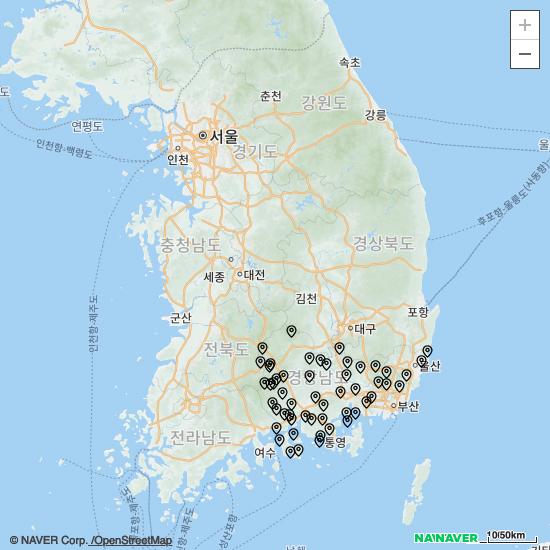 +
−
속초
춘천
강원도
강릉
도
연평도
서울
인천항-백령도
인천
경기도
울
후포항-울릉도(사동항)
충청남도
경상북도
세종
대전
김천
인천항-제주도
군산
포항
대구
전북도
울산
경상남도
부산
전라남도
여수
통영
© NAVER Corp. /OpenStreetMap
NAVER
10/50km